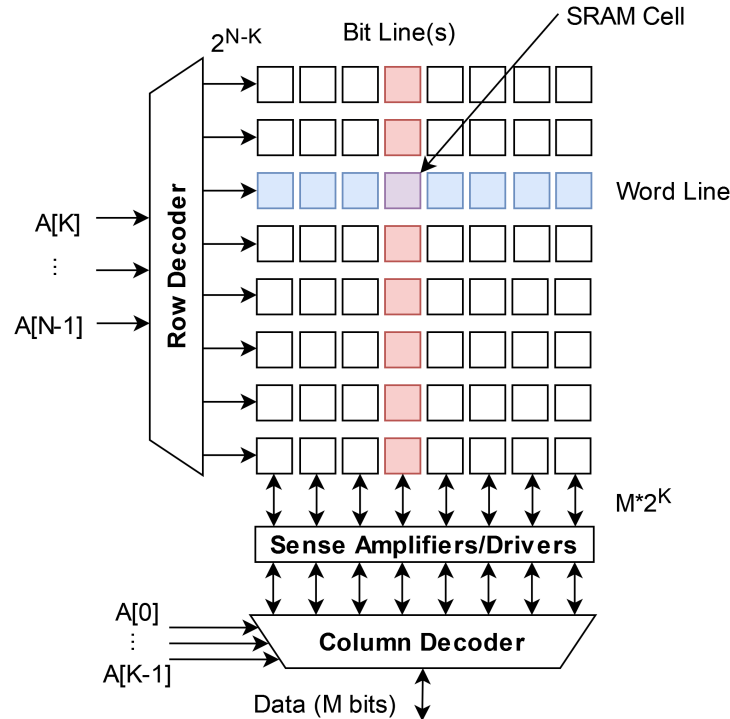 SRAM Cell
2^N-K
Bit Line(s)
Word Line
A[K]
⋮
A[N-1]
Row Decoder
M*2^K
Sense Amplifiers/Drivers
A[0]
⋮
A[K-1]
Column Decoder
Data (M bits)